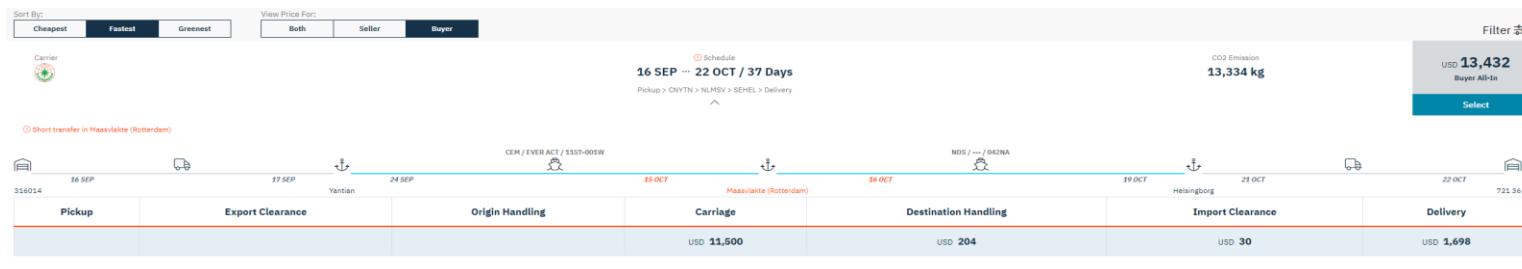 Sort By:
View Price For:
Cheapest Fastest Greenest Both Seller Buyer
Filter
Carrier
Schedule
16 SEP ··· 22 OCT / 37 Days
Pickup > CNYTN > NLMSV > SEHEL > Delivery
CO2 Emission
13,334 kg
USD 13,432
Buyer All-In
Select
Short transfer in Maasvlakte (Rotterdam)
CEM / EVER ACT / 1157-001W
NDS / --- / 042NA
16 SEP 17 SEP 24 SEP 15 OCT 16 OCT 19 OCT 21 OCT 22 OCT
316014 Yantian Maasvlakte (Rotterdam) Helsingborg 721 36
Pickup Export Clearance Origin Handling Carriage Destination Handling Import Clearance Delivery
USD 11,500 USD 204 USD 30 USD 1,698